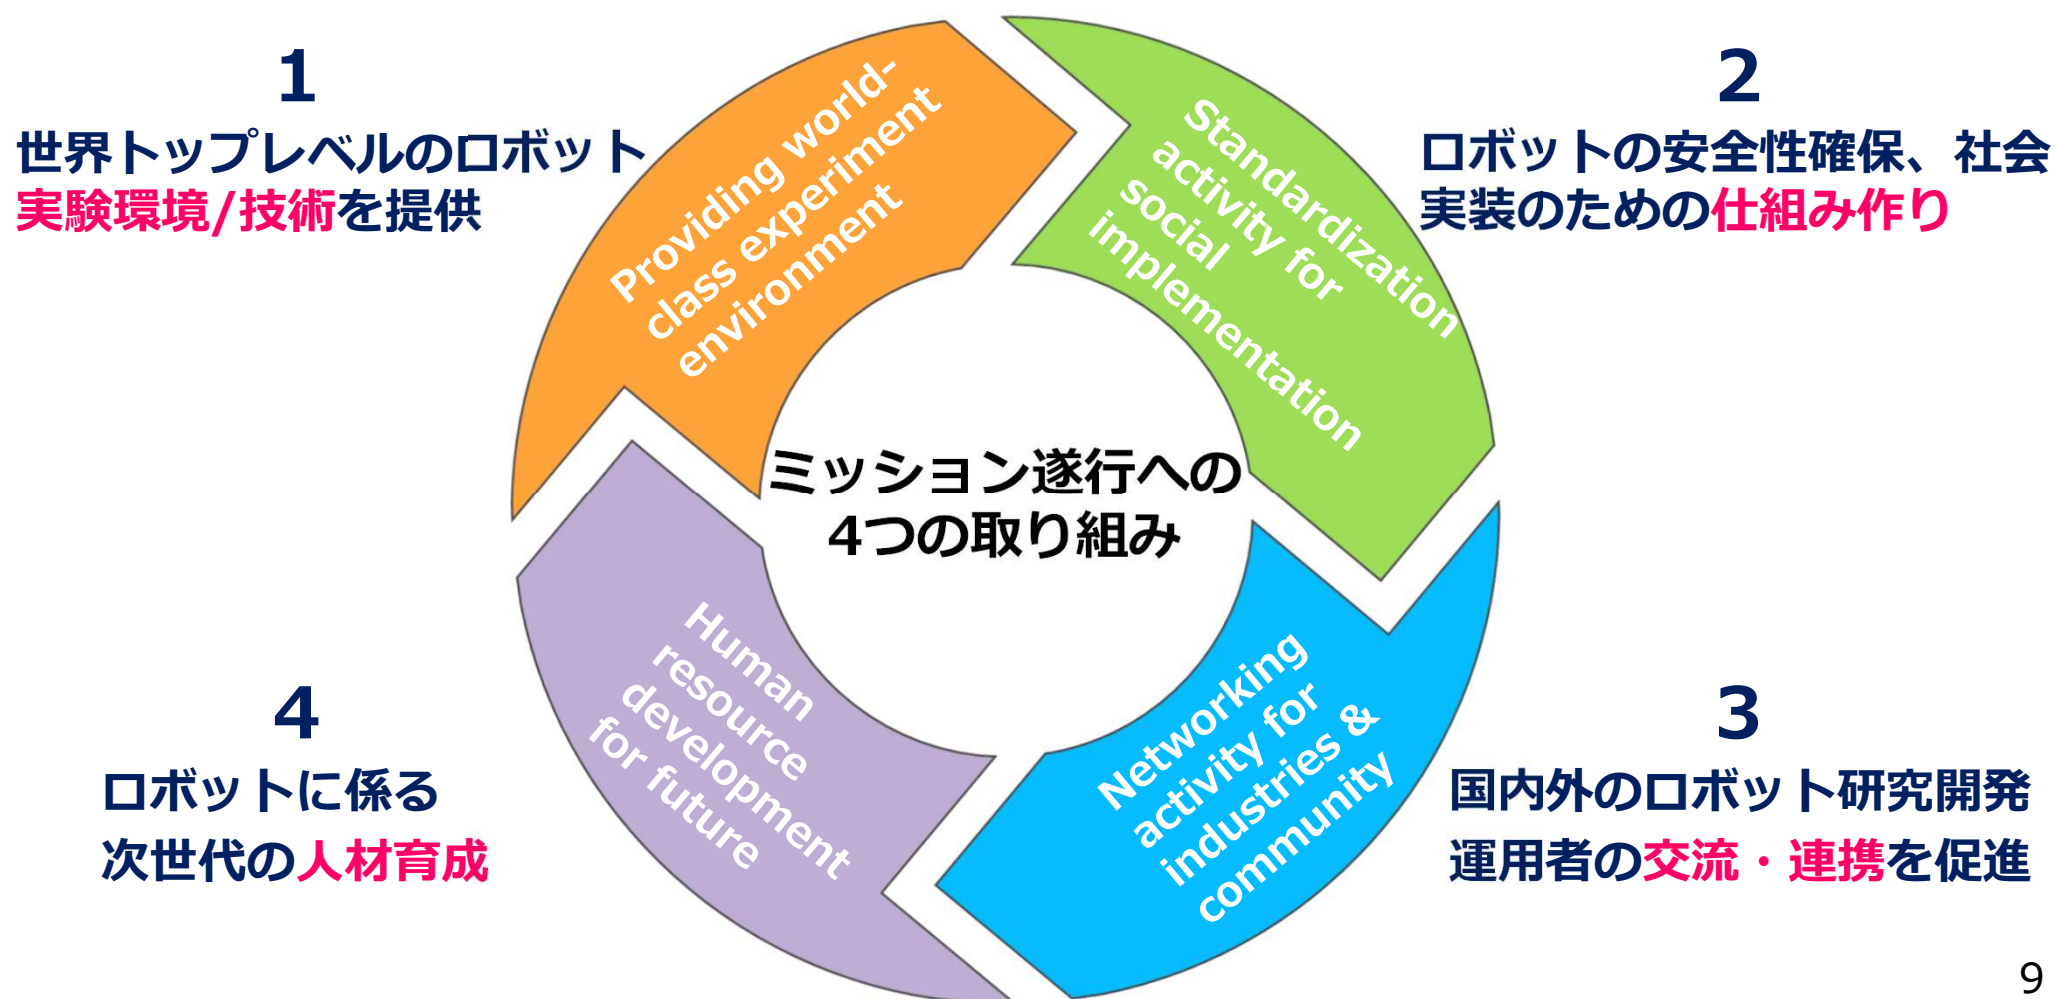 1
世界トップレベルのロボット
実験環境/技術を提供
Providing world-
class experiment
environment
2
ロボットの安全性確保、社会
実装のための仕組み作り
Standardization
activity for
social
implementation
ミッション遂行への
4つの取り組み
4
ロボットに係る
次世代の人材育成
Human
resource
development
for future
3
国内外のロボット研究開発
運用者の交流・連携を促進
Networking
activity for
industries &
community
9